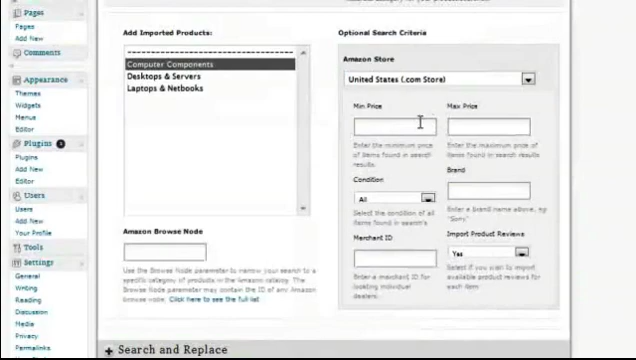 Pages
Pages
Add New
Comments
Appearance
Themes
Widgets
Menus
Editor
Plugins
Plugins
Add New
Editor
Users
Users
Add New
Your Profile
Tools
Settings
General
Writing
Reading
Discussion
Media
Privacy
Permalinks
Add Imported Products:
--------------------------------
Computer Components
Desktops & Servers
Laptops & Netbooks
Amazon Browse Node
Use the Browse Node parameter to narrow your search to a
specific category of products in the Amazon catalog. The
Browse Node parameter may contain the ID of any Amazon
browse node. Click here to see the full list
Optional Search Criteria
Amazon Store
United States (.com Store)
Min Price
Enter the minimum price
of items found in search
results.
Max Price
Enter the maximum price of
items found in search results
Condition
All
Select the condition of all
items found in search's
Brand
Enter a brand name above, eg
"Sony"
Merchant ID
Enter a merchant ID for
locating individual
dealers.
Import Product Reviews
Yes
Select if you wish to import
available product reviews for
each item
+ Search and Replace